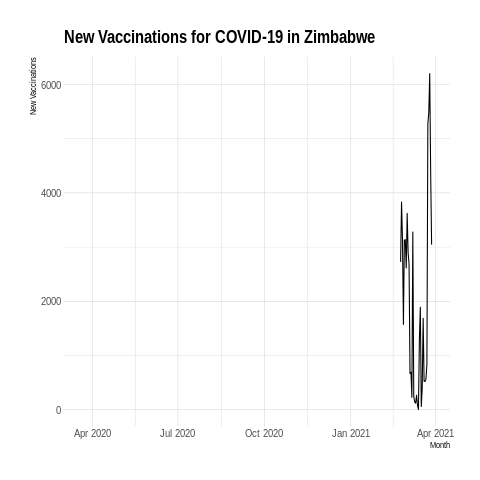 New Vaccinations for COVID-19 in Zimbabwe
New Vaccinations
6000
4000
2000
0
Apr 2020 Jul 2020 Oct 2020 Jan 2021 Apr 2021
Month